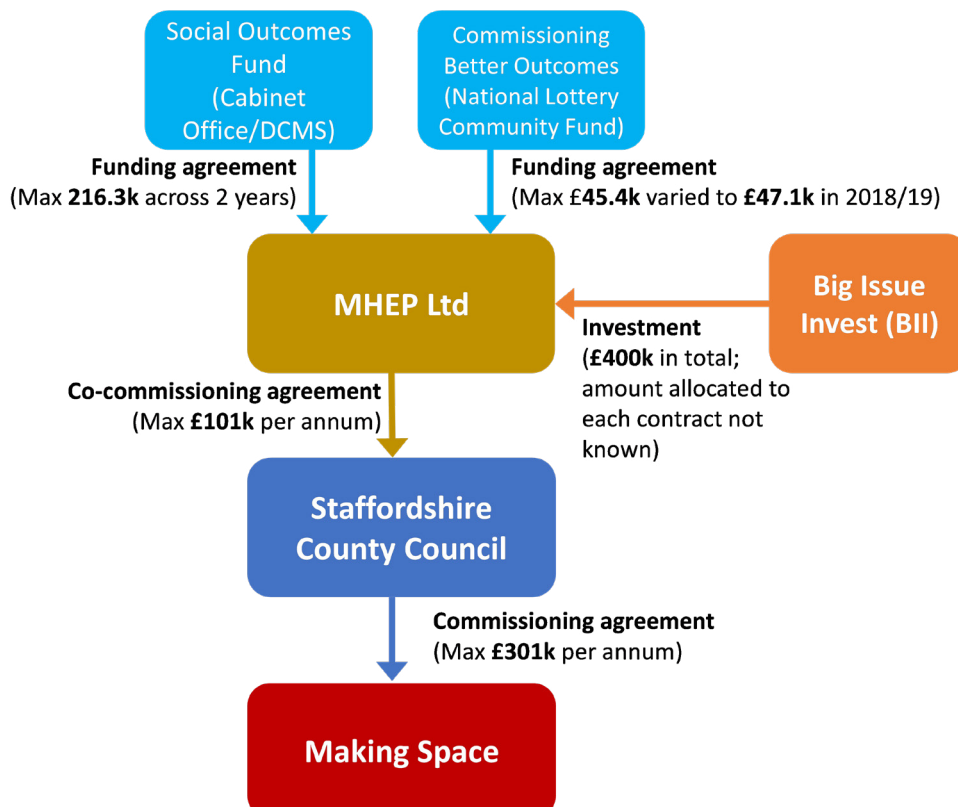 Social Outcomes
Fund
(Cabinet
Office/DCMS)
Commissioning
Better Outcomes
(National Lottery
Community Fund)
Funding agreement
(Max 216.3k across 2 years)
Funding agreement
(Max £45.4k varied to £47.1k in 2018/19)
MHEP Ltd
Big Issue
Invest (BII)
Investment
(£400k in total;
amount allocated to
each contract not
known)
Co-commissioning agreement
(Max £101k per annum)
Staffordshire
County Council
Commissioning agreement
(Max £301k per annum)
Making Space